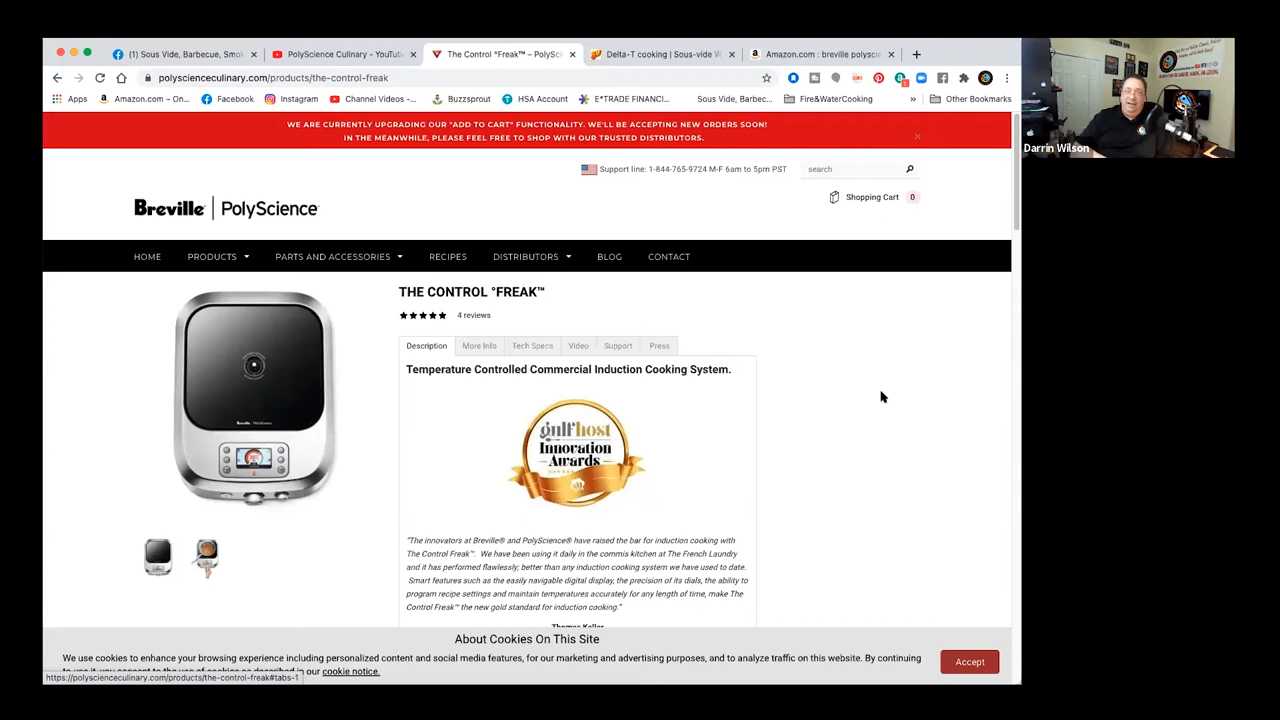 (1) Sous Vide, Barbecue, Smok
PolyScience Culinary - YouTube
The Control °Freak™ – PolySc
Delta-T cooking | Sous-vide W
Amazon.com : breville polyscie
polyscienceculinary.com/products/the-control-freak
Apps
Amazon.com – On...
Facebook
Instagram
Channel Videos -...
Buzzsprout
HSA Account
E*TRADE FINANCI...
Sous Vide, Barbec...
Fire&WaterCooking
»
Other Bookmarks
WE ARE CURRENTLY UPGRADING OUR "ADD TO CART" FUNCTIONALITY. WE'LL BE ACCEPTING NEW ORDERS SOON!
IN THE MEANWHILE, PLEASE FEEL FREE TO SHOP WITH OUR TRUSTED DISTRIBUTORS.
Darrin Wilson
Support line: 1-844-765-9724 M-F 6am to 5pm PST
search
Shopping Cart 0
Breville | PolyScience
HOME
PRODUCTS
PARTS AND ACCESSORIES
RECIPES
DISTRIBUTORS
BLOG
CONTACT
THE CONTROL °FREAK™
4 reviews
Description
More Info
Tech Specs
Video
Support
Press
Temperature Controlled Commercial Induction Cooking System.
gulfhost
Innovation
Awards
"The innovators at Breville® and PolyScience® have raised the bar for induction cooking with
The Control Freak™. We have been using it daily in the commis kitchen at The French Laundry
and it has performed flawlessly; better than any induction cooking system we have used to date.
Smart features such as the easily navigable digital display, the precision of its dials, the ability to
program recipe settings and maintain temperatures accurately for any length of time, make The
Control Freak™ the new gold standard for induction cooking."
Thomas Keller
About Cookies On This Site
We use cookies to enhance your browsing experience including personalized content and social media features, for our marketing and advertising purposes, and to analyze traffic on this website. By continuing
our cookie notice.
Accept
https://polyscienceculinary.com/products/the-control-freak#tabs-1